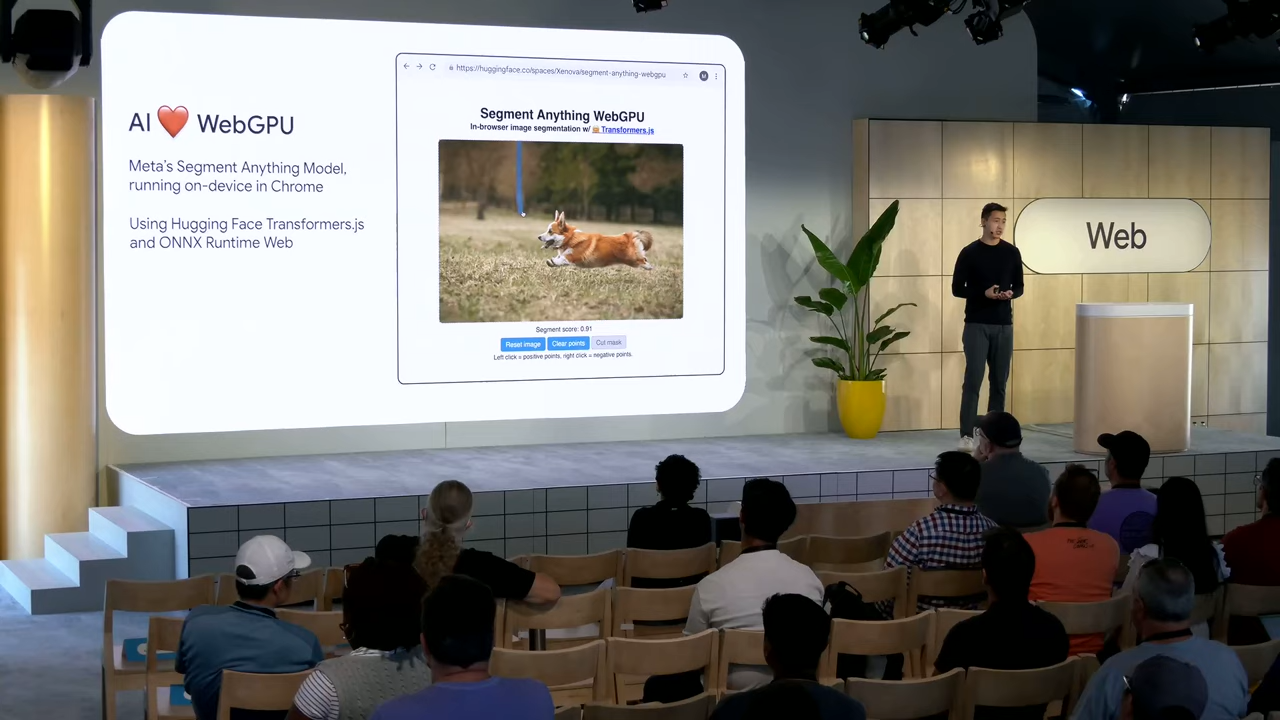 AI ❤️ WebGPU
Meta's Segment Anything Model,
running on-device in Chrome
Using Hugging Face Transformers.js
and ONNX Runtime Web
https://huggingface.co/spaces/Xenova/segment-anything-webgpu
M
Segment Anything WebGPU
In-browser image segmentation w/ 🤗 Transformers.js
Segment score: 0.91
Reset image
Clear points
Cut mask
Left click = positive points, right click = negative points.
Web